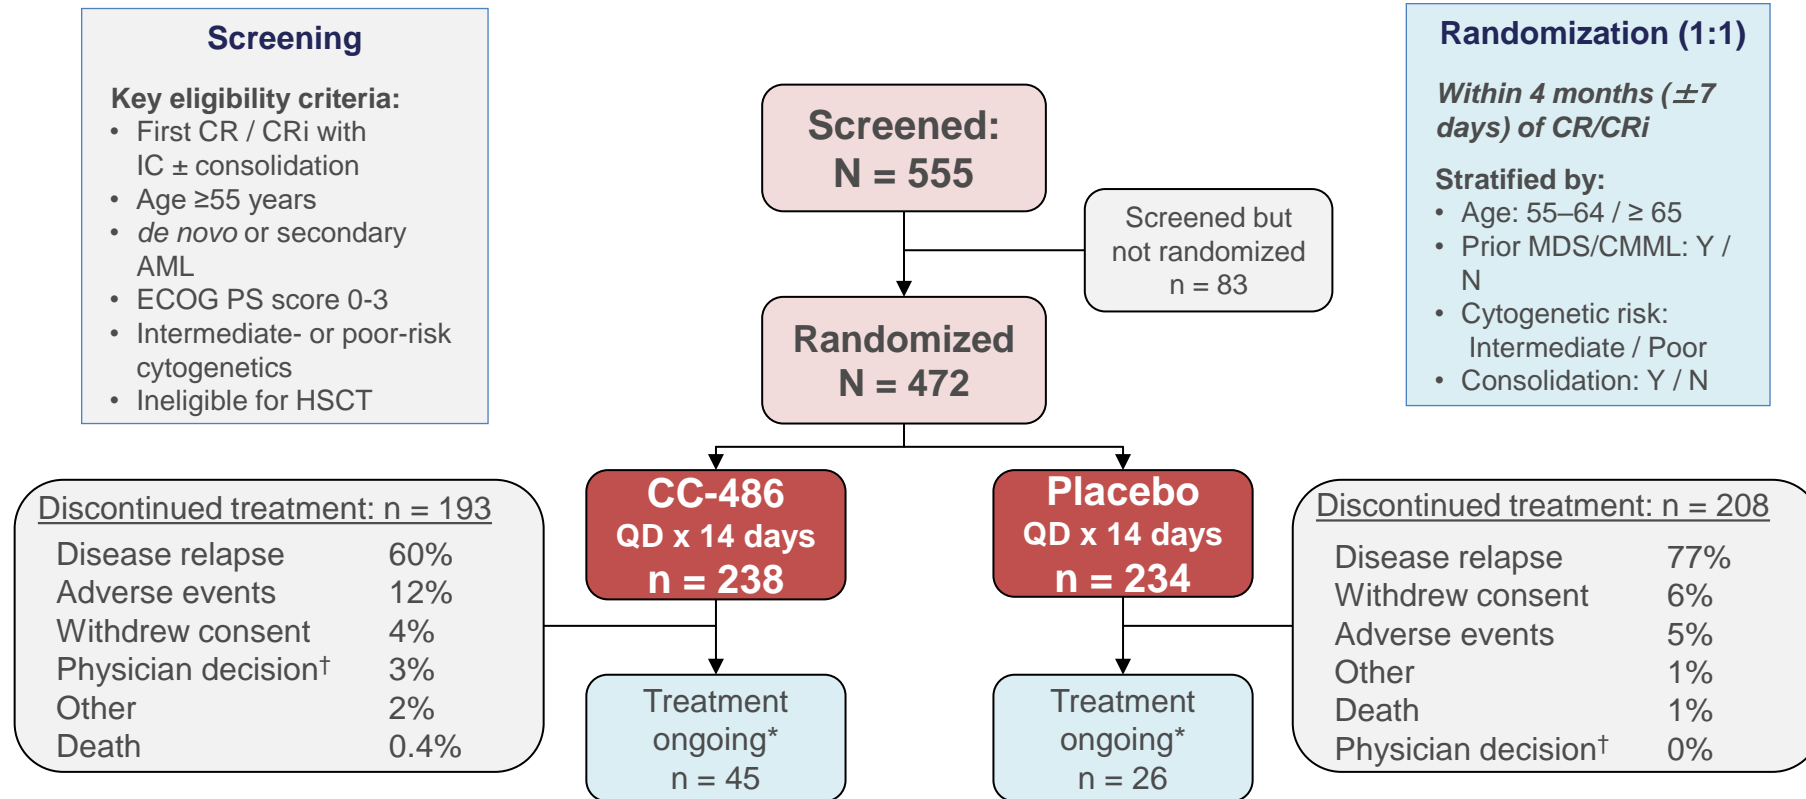 Screening
Key eligibility criteria:
• First CR / CRi with
IC ± consolidation
• Age ≥55 years
• de novo or secondary
AML
• ECOG PS score 0-3
• Intermediate- or poor-risk
cytogenetics
• Ineligible for HSCT
Screened:
N = 555
Screened but
not randomized
n = 83
Randomized
N = 472
Randomization (1:1)
Within 4 months (±7
days) of CR/CRi
Stratified by:
• Age: 55–64 / ≥ 65
• Prior MDS/CMML: Y /
N
• Cytogenetic risk:
Intermediate / Poor
• Consolidation: Y / N
Discontinued treatment: n = 193
Disease relapse 60%
Adverse events 12%
Withdrew consent 4%
Physician decision† 3%
Other 2%
Death 0.4%
CC-486
QD x 14 days
n = 238
Treatment
ongoing*
n = 45
Placebo
QD x 14 days
n = 234
Treatment
ongoing*
n = 26
Discontinued treatment: n = 208
Disease relapse 77%
Withdrew consent 6%
Adverse events 5%
Other 1%
Death 1%
Physician decision† 0%